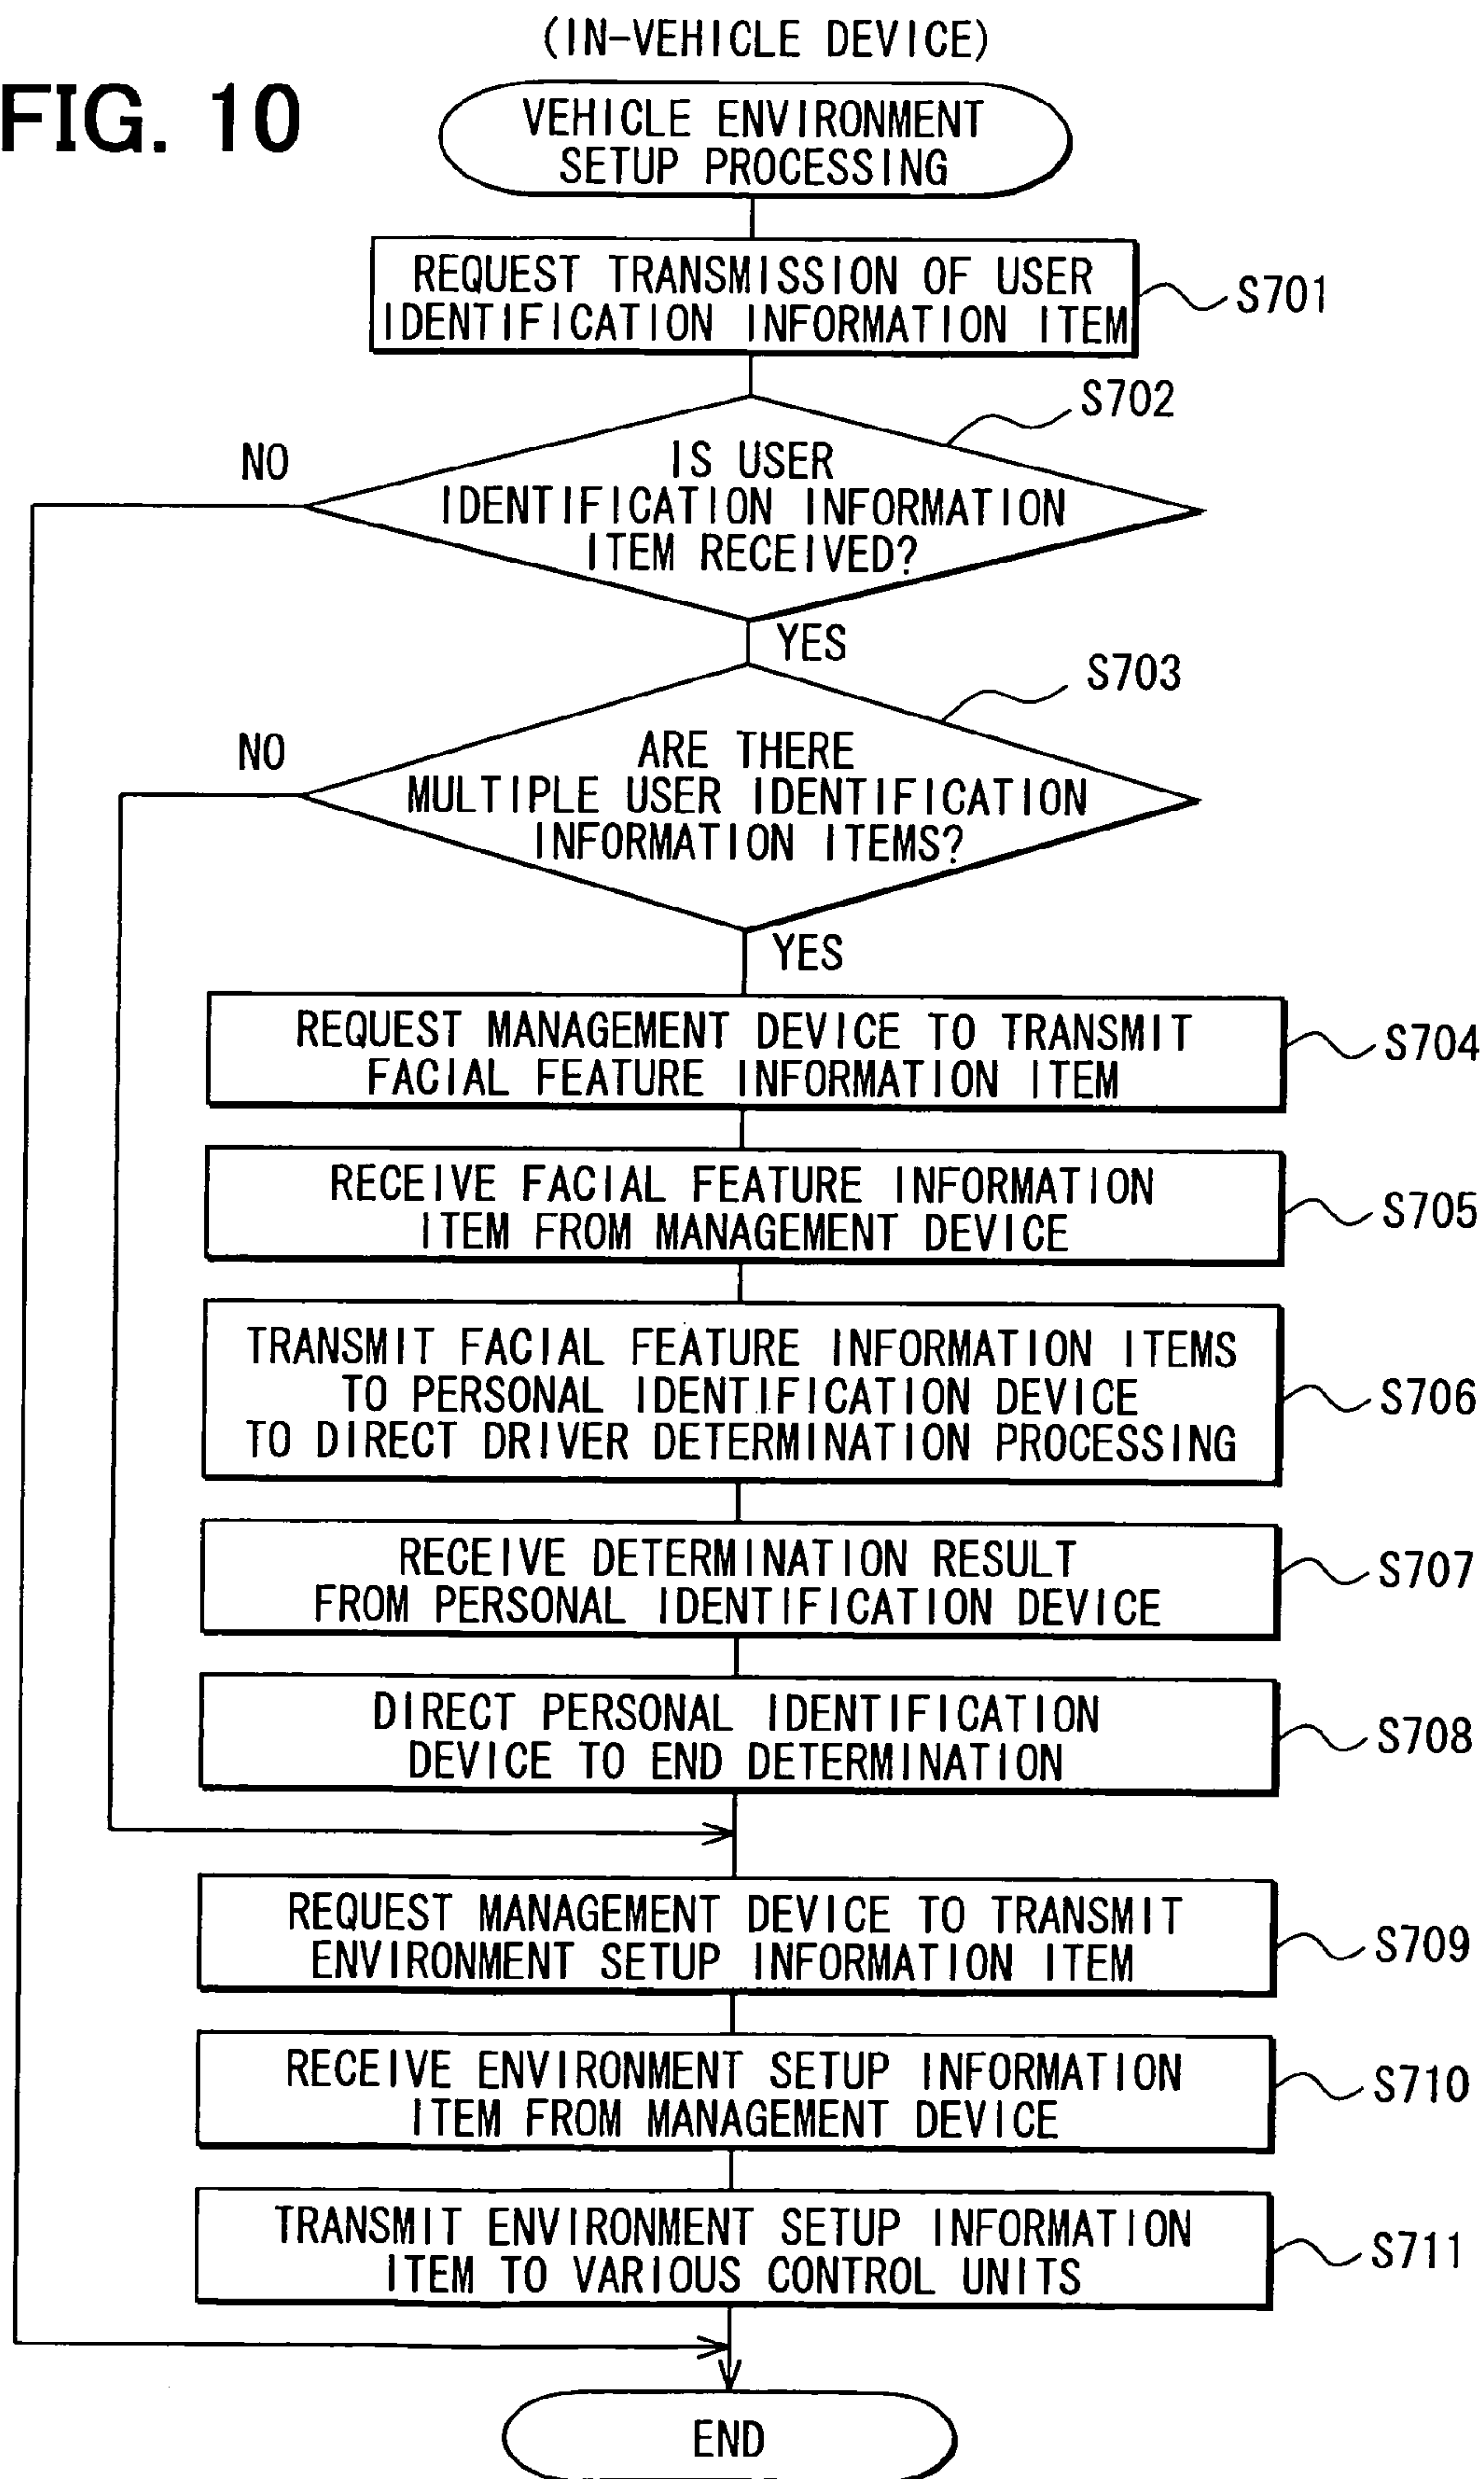 (IN-VEHICLE DEVICE)
FIG. 10
VEHICLE ENVIRONMENT
SETUP PROCESSING
REQUEST TRANSMISSION OF USER
IDENTIFICATION INFORMATION ITEM
S701
S702
NO
IS USER
IDENTIFICATION INFORMATION
ITEM RECEIVED?
YES
S703
NO
ARE THERE
MULTIPLE USER IDENTIFICATION
INFORMATION ITEMS?
YES
REQUEST MANAGEMENT DEVICE TO TRANSMIT
FACIAL FEATURE INFORMATION ITEM
S704
RECEIVE FACIAL FEATURE INFORMATION
ITEM FROM MANAGEMENT DEVICE
S705
TRANSMIT FACIAL FEATURE INFORMATION ITEMS
TO PERSONAL IDENTIFICATION DEVICE
TO DIRECT DRIVER DETERMINATION PROCESSING
S706
RECEIVE DETERMINATION RESULT
FROM PERSONAL IDENTIFICATION DEVICE
S707
DIRECT PERSONAL IDENTIFICATION
DEVICE TO END DETERMINATION
S708
REQUEST MANAGEMENT DEVICE TO TRANSMIT
ENVIRONMENT SETUP INFORMATION ITEM
S709
RECEIVE ENVIRONMENT SETUP INFORMATION
ITEM FROM MANAGEMENT DEVICE
S710
TRANSMIT ENVIRONMENT SETUP INFORMATION
ITEM TO VARIOUS CONTROL UNITS
S711
END